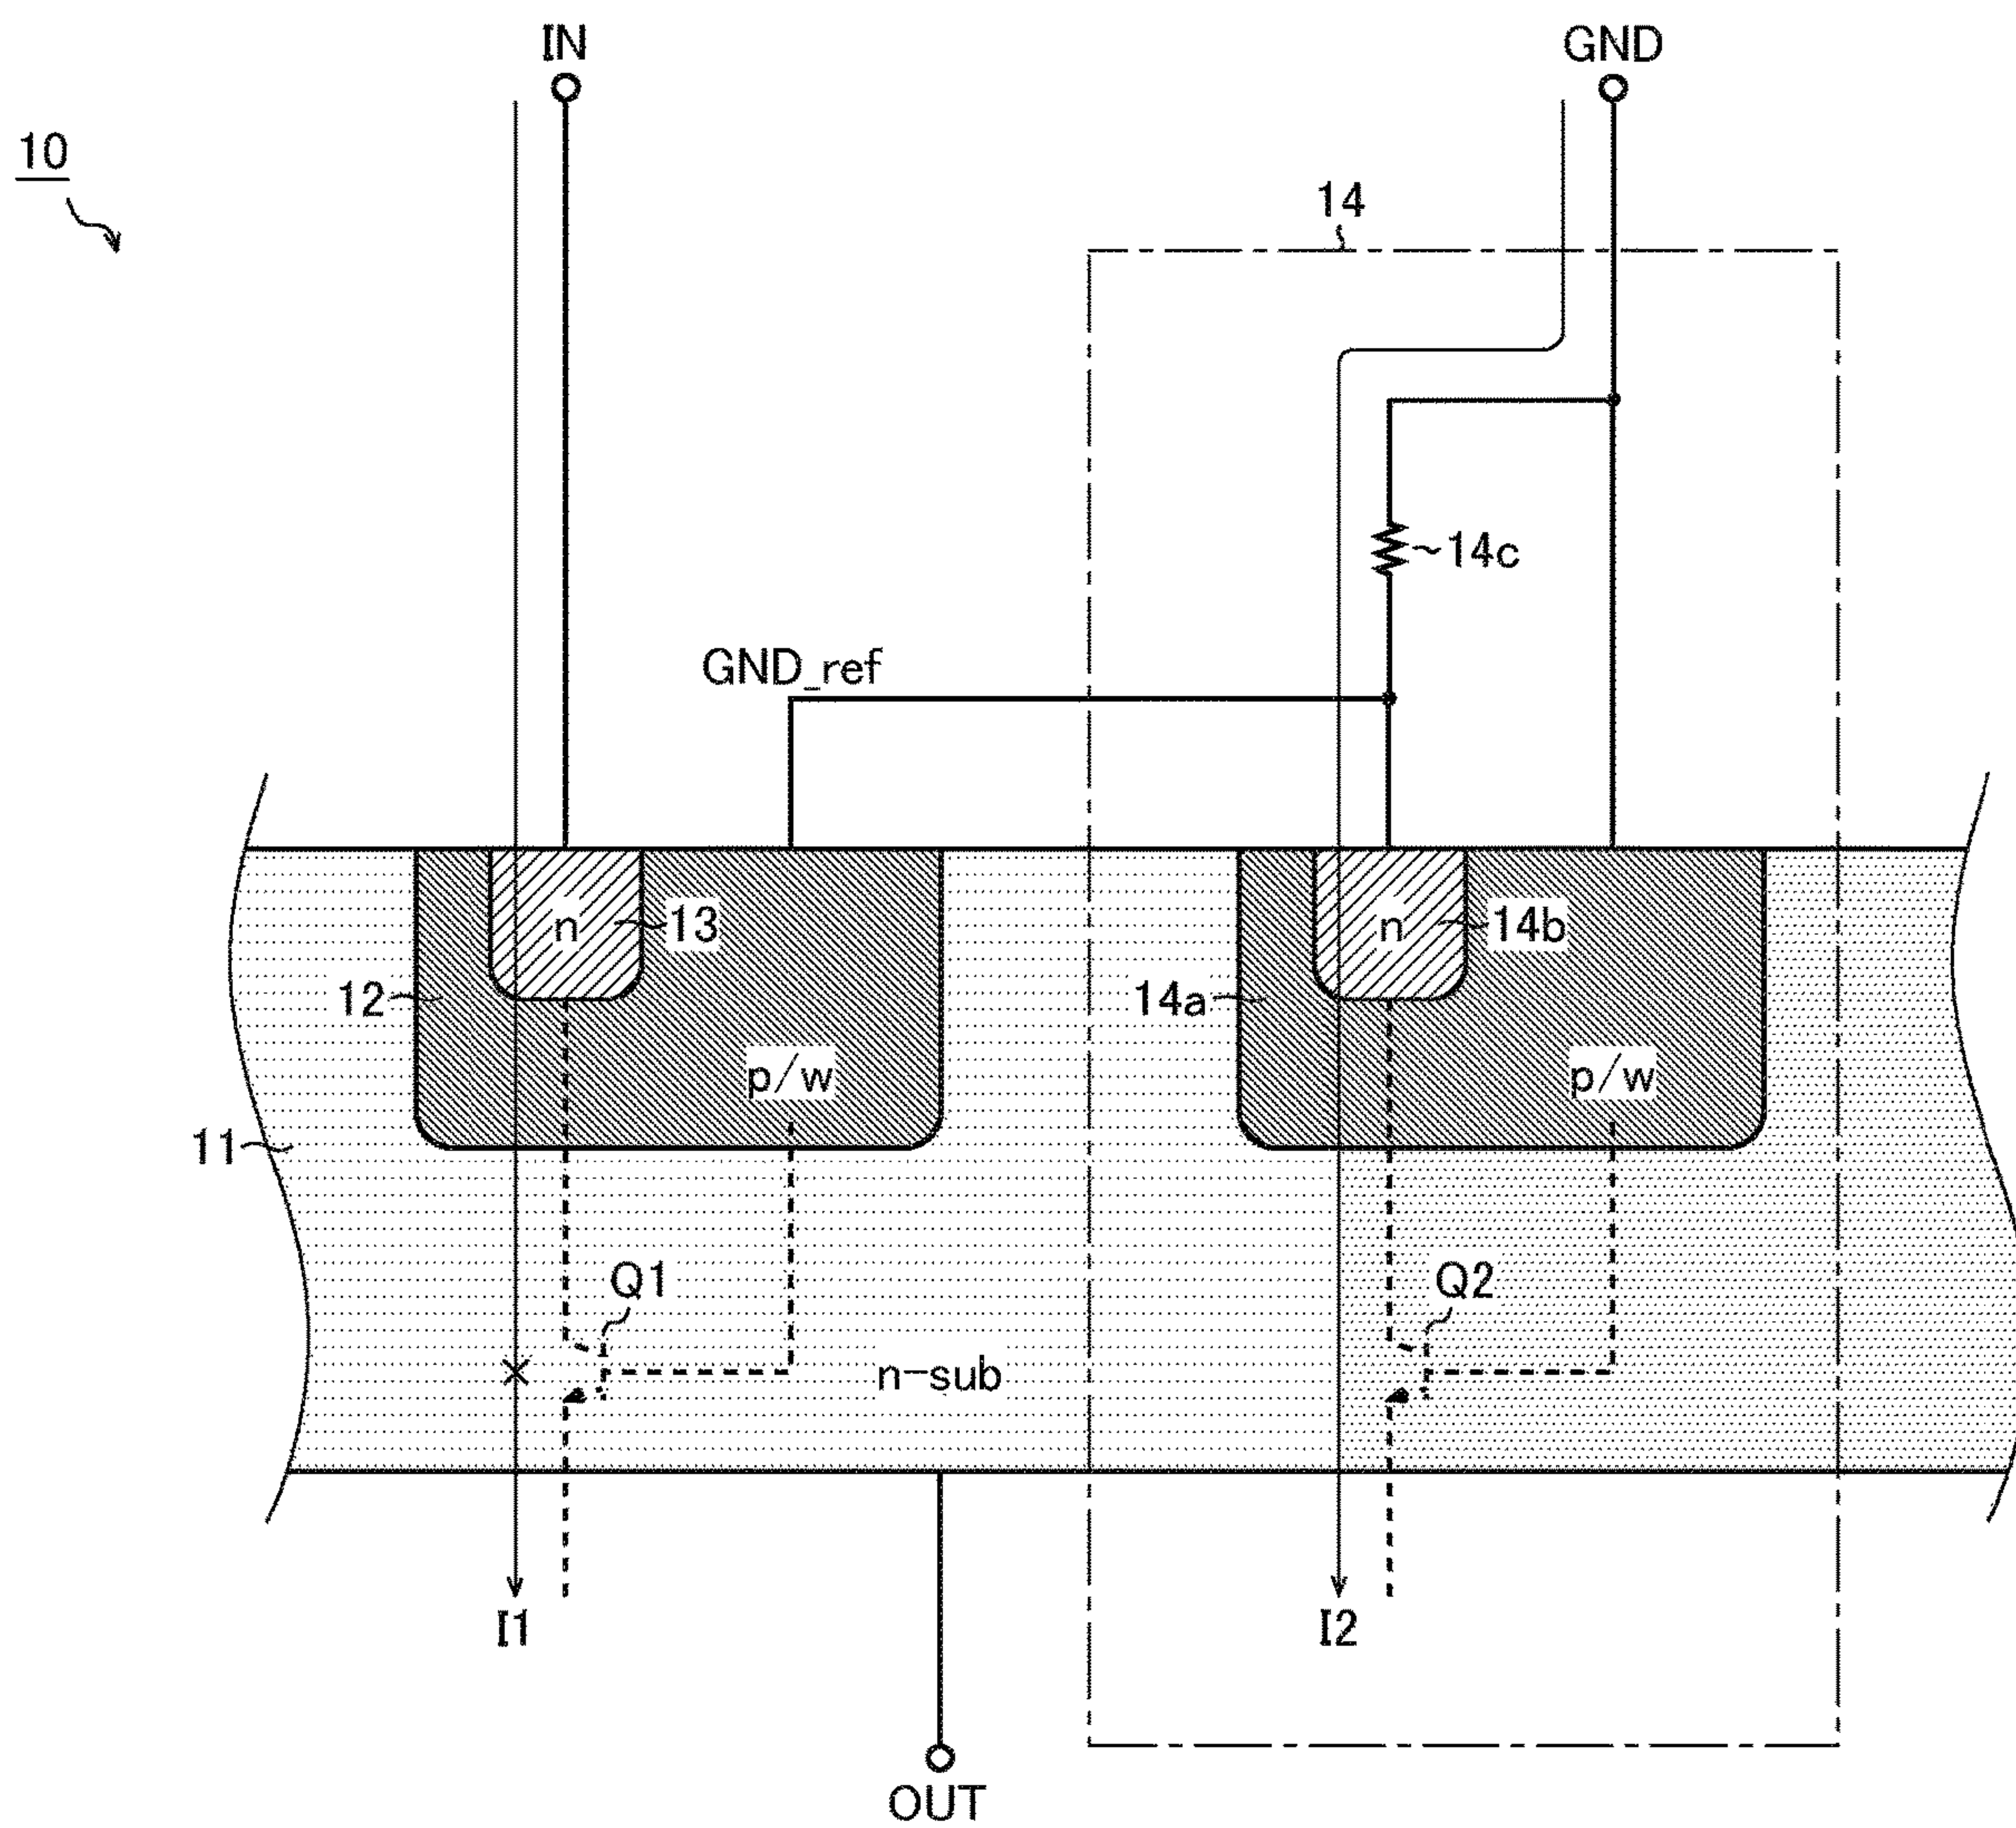 IN
GND
10
14
14c
GND_ref
n
13
n
14b
12
14a
p/w
p/w
11
Q1
Q2
n-sub
I1
I2
OUT